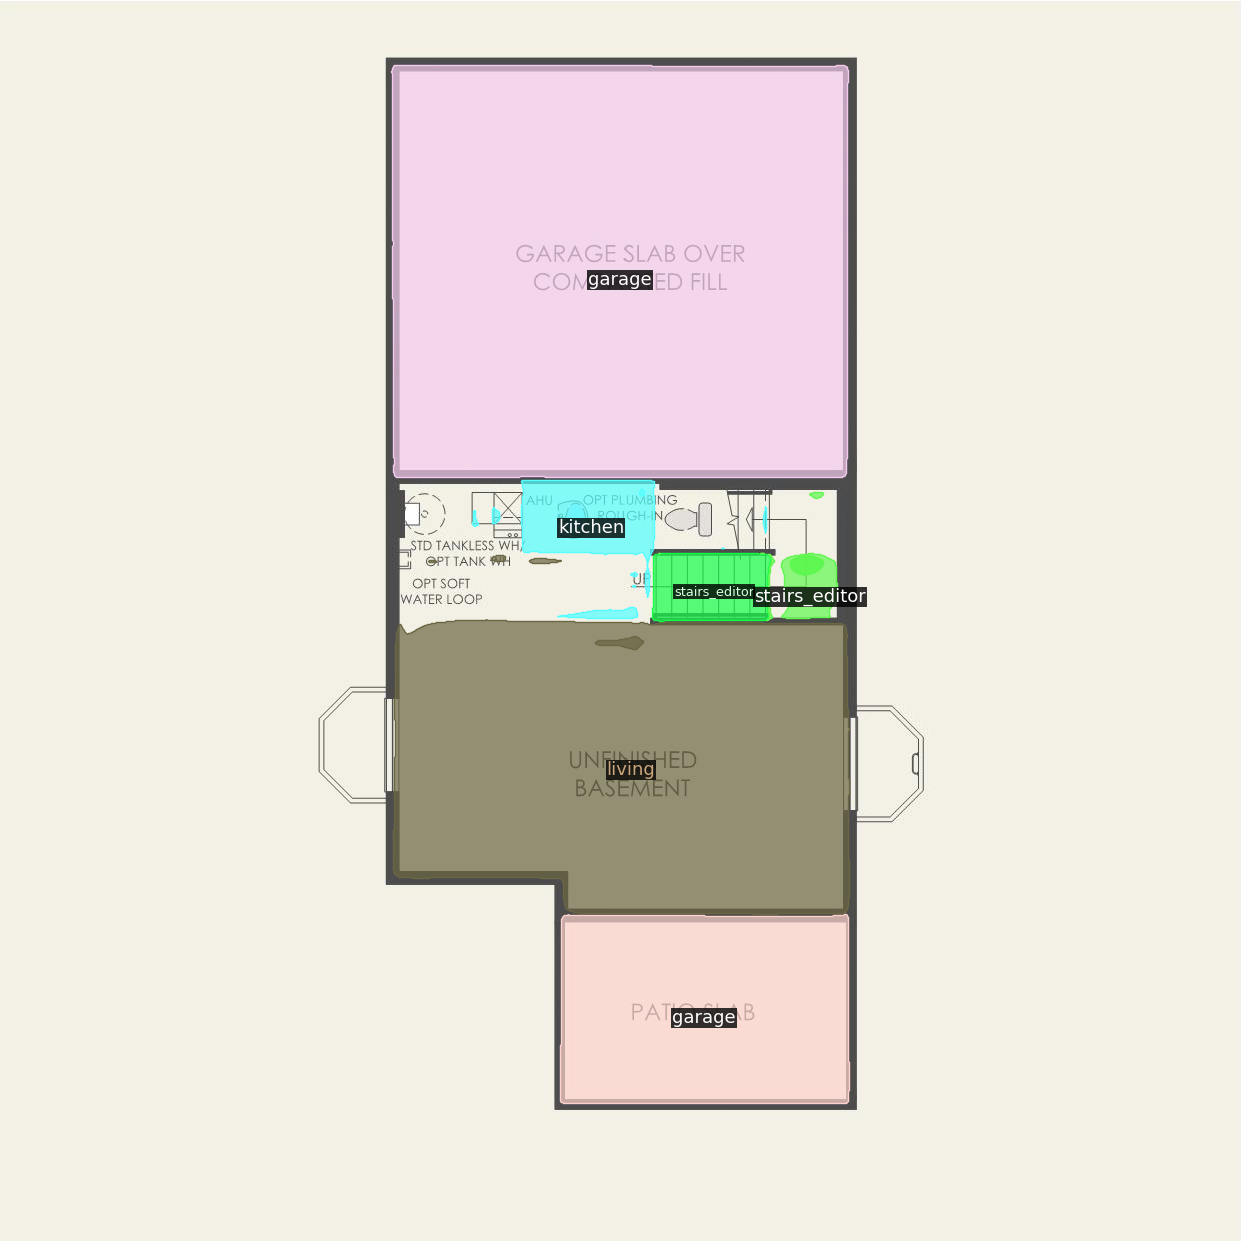 GARAGE SLAB OVER
COM ED FILL
garage
AHU
OPT PLUMBING
ROUGH-IN
kitchen
STD TANKLESS WH/
OPT TANK WH
UP
OPT SOFT
WATER LOOP
stairs_editor
stairs_editor
UNFINISHED
living
BASEMENT
PATIO SLAB
garage